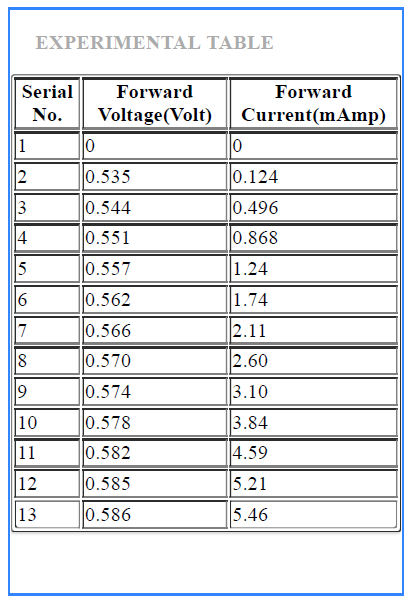 EXPERIMENTAL TABLE
Serial No. Forward Voltage(Volt) Forward Current(mAmp)
1 0 0
2 0.535 0.124
3 0.544 0.496
4 0.551 0.868
5 0.557 1.24
6 0.562 1.74
7 0.566 2.11
8 0.570 2.60
9 0.574 3.10
10 0.578 3.84
11 0.582 4.59
12 0.585 5.21
13 0.586 5.46